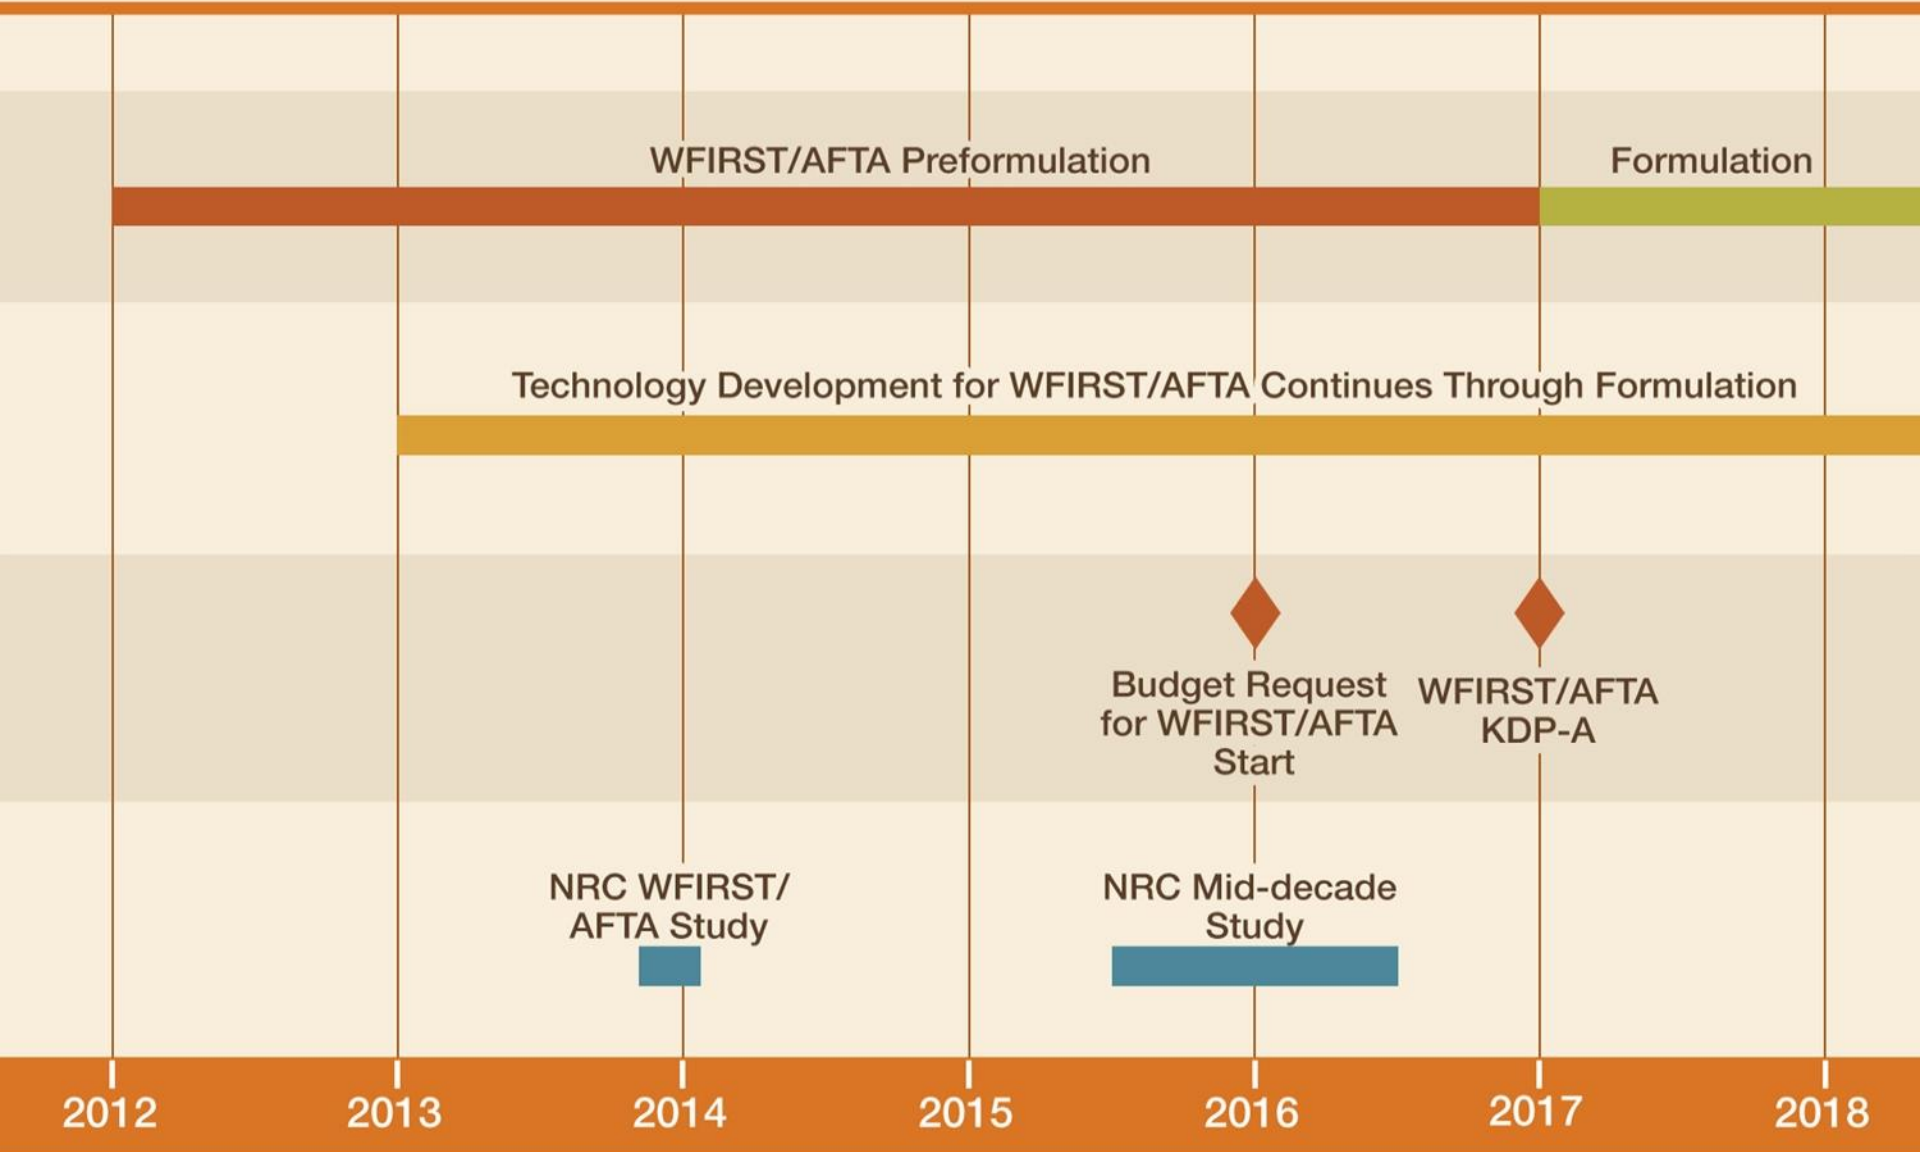 WFIRST/AFTA Preformulation
Formulation
Technology Development for WFIRST/AFTA Continues Through Formulation
Budget Request
for WFIRST/AFTA
Start
WFIRST/AFTA
KDP-A
NRC WFIRST/
AFTA Study
NRC Mid-decade
Study
2012
2013
2014
2015
2016
2017
2018